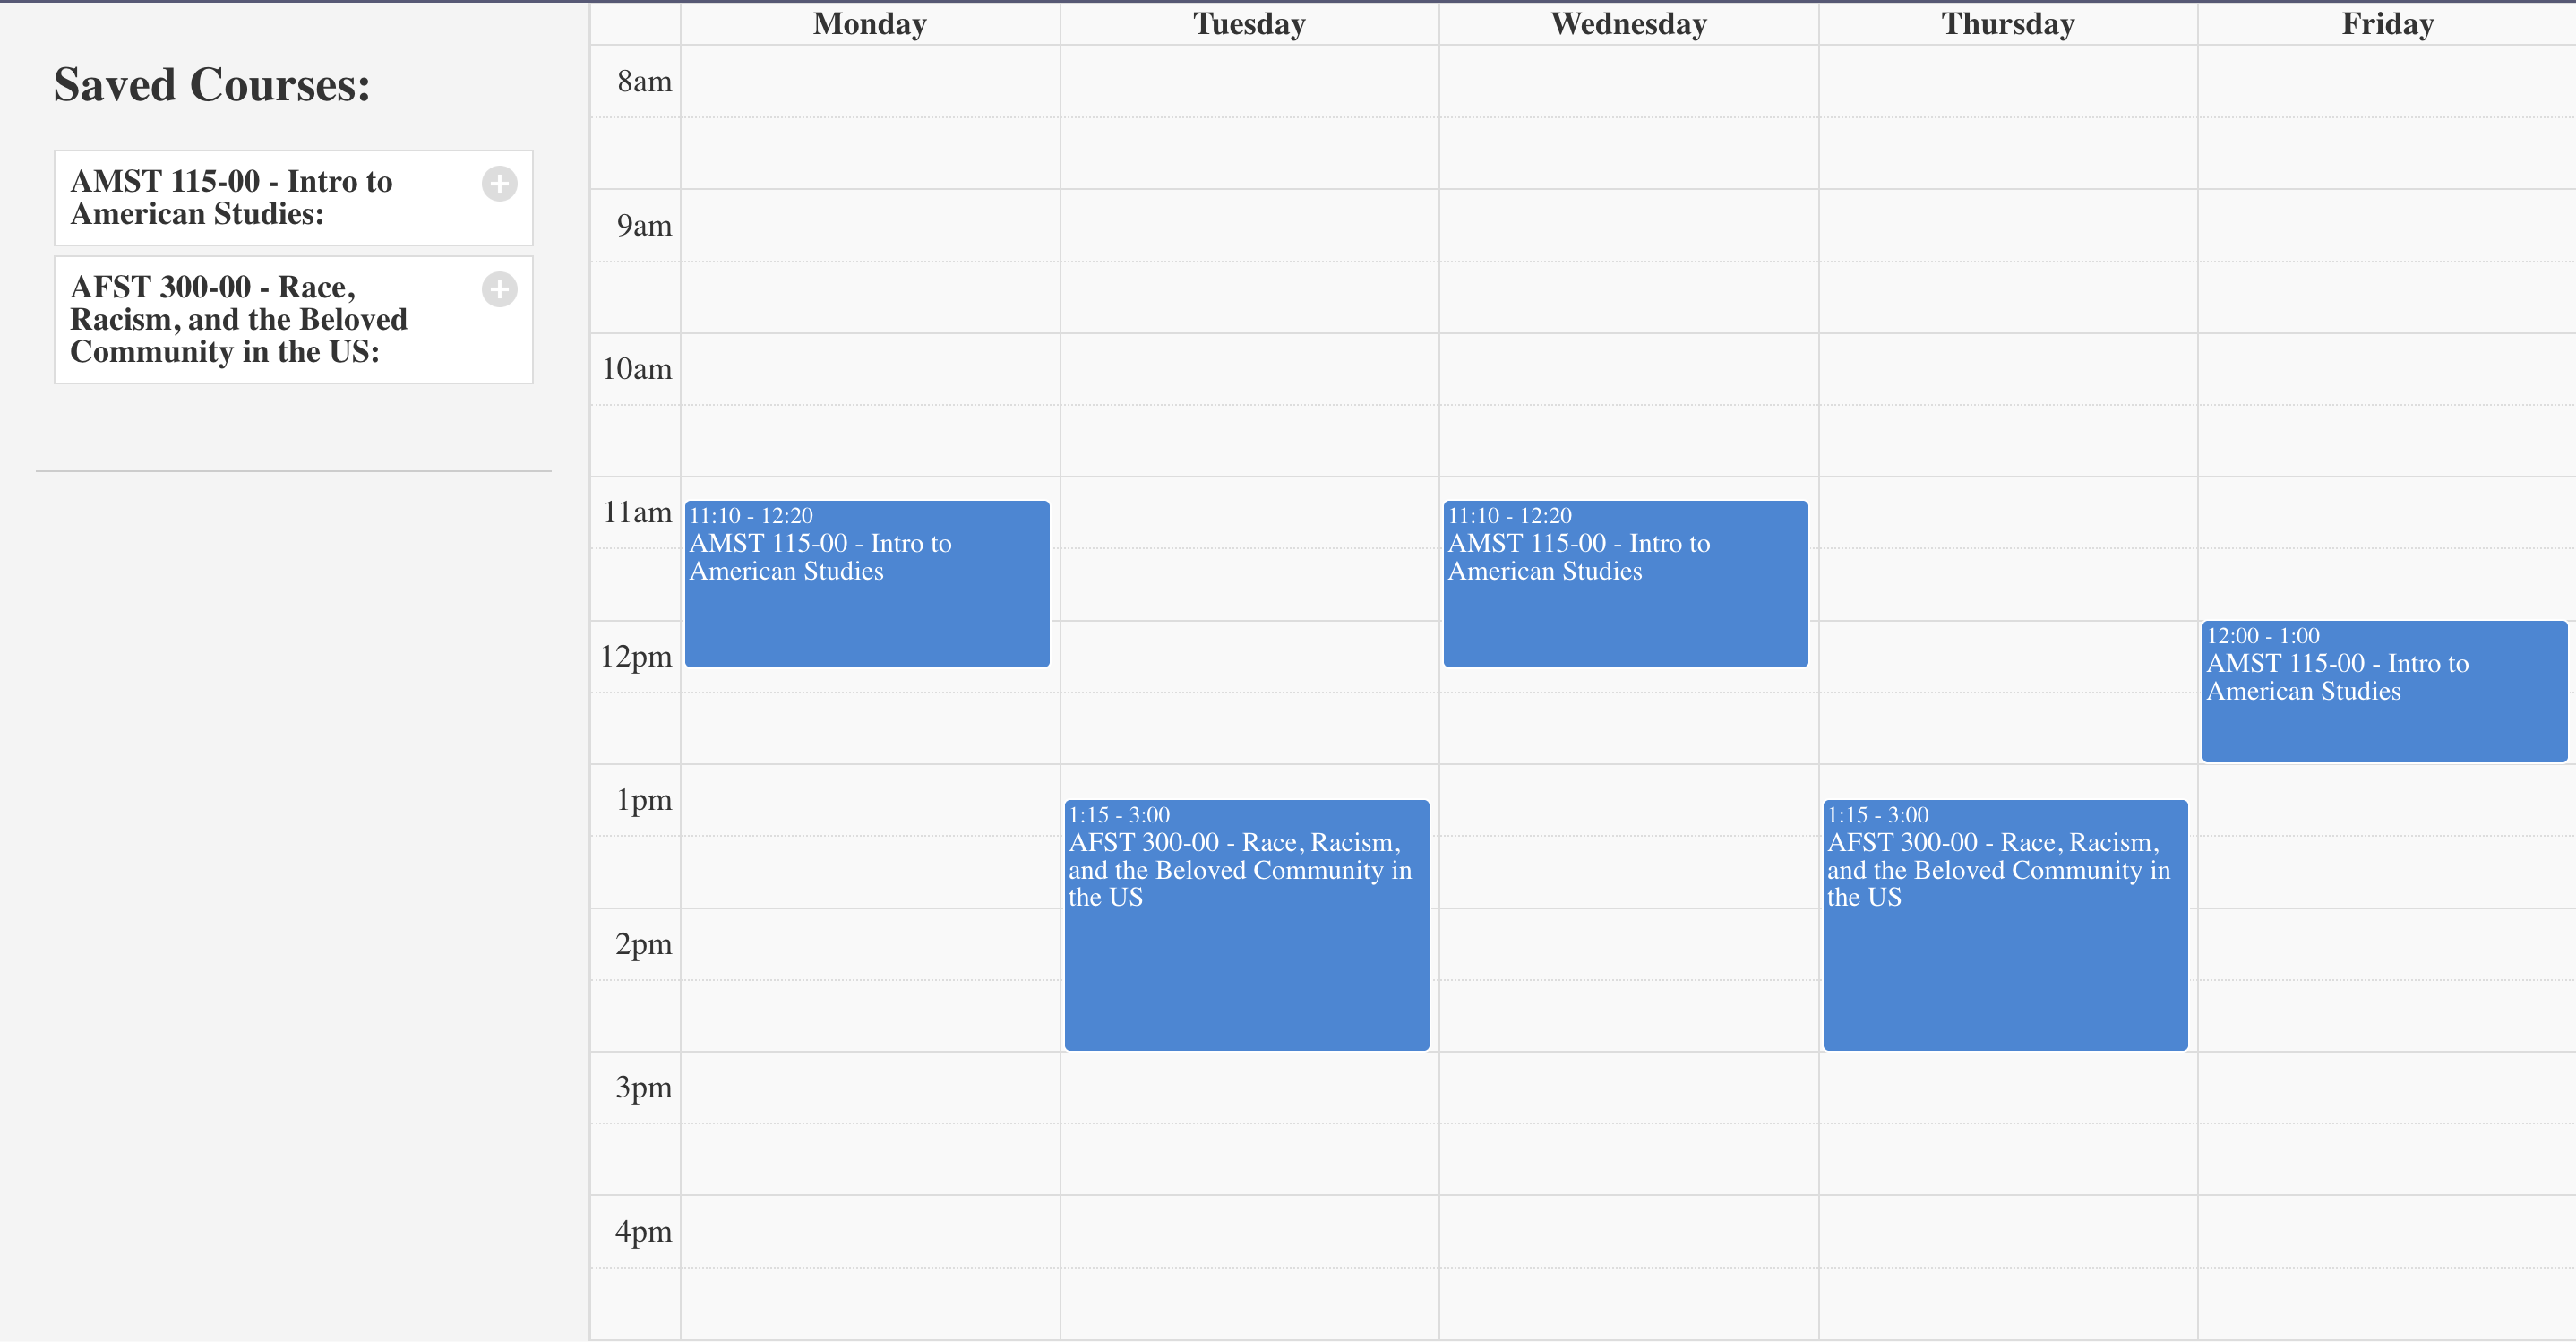 Saved Courses:
AMST 115-00 - Intro to
American Studies:
AFST 300-00 - Race,
Racism, and the Beloved
Community in the US:
Monday Tuesday Wednesday Thursday Friday
8am
9am
10am
11am
12pm
1pm
2pm
3pm
4pm
11:10 - 12:20
AMST 115-00 - Intro to
American Studies
1:15 - 3:00
AFST 300-00 - Race, Racism,
and the Beloved Community in
the US
11:10 - 12:20
AMST 115-00 - Intro to
American Studies
1:15 - 3:00
AFST 300-00 - Race, Racism,
and the Beloved Community in
the US
12:00 - 1:00
AMST 115-00 - Intro to
American Studies